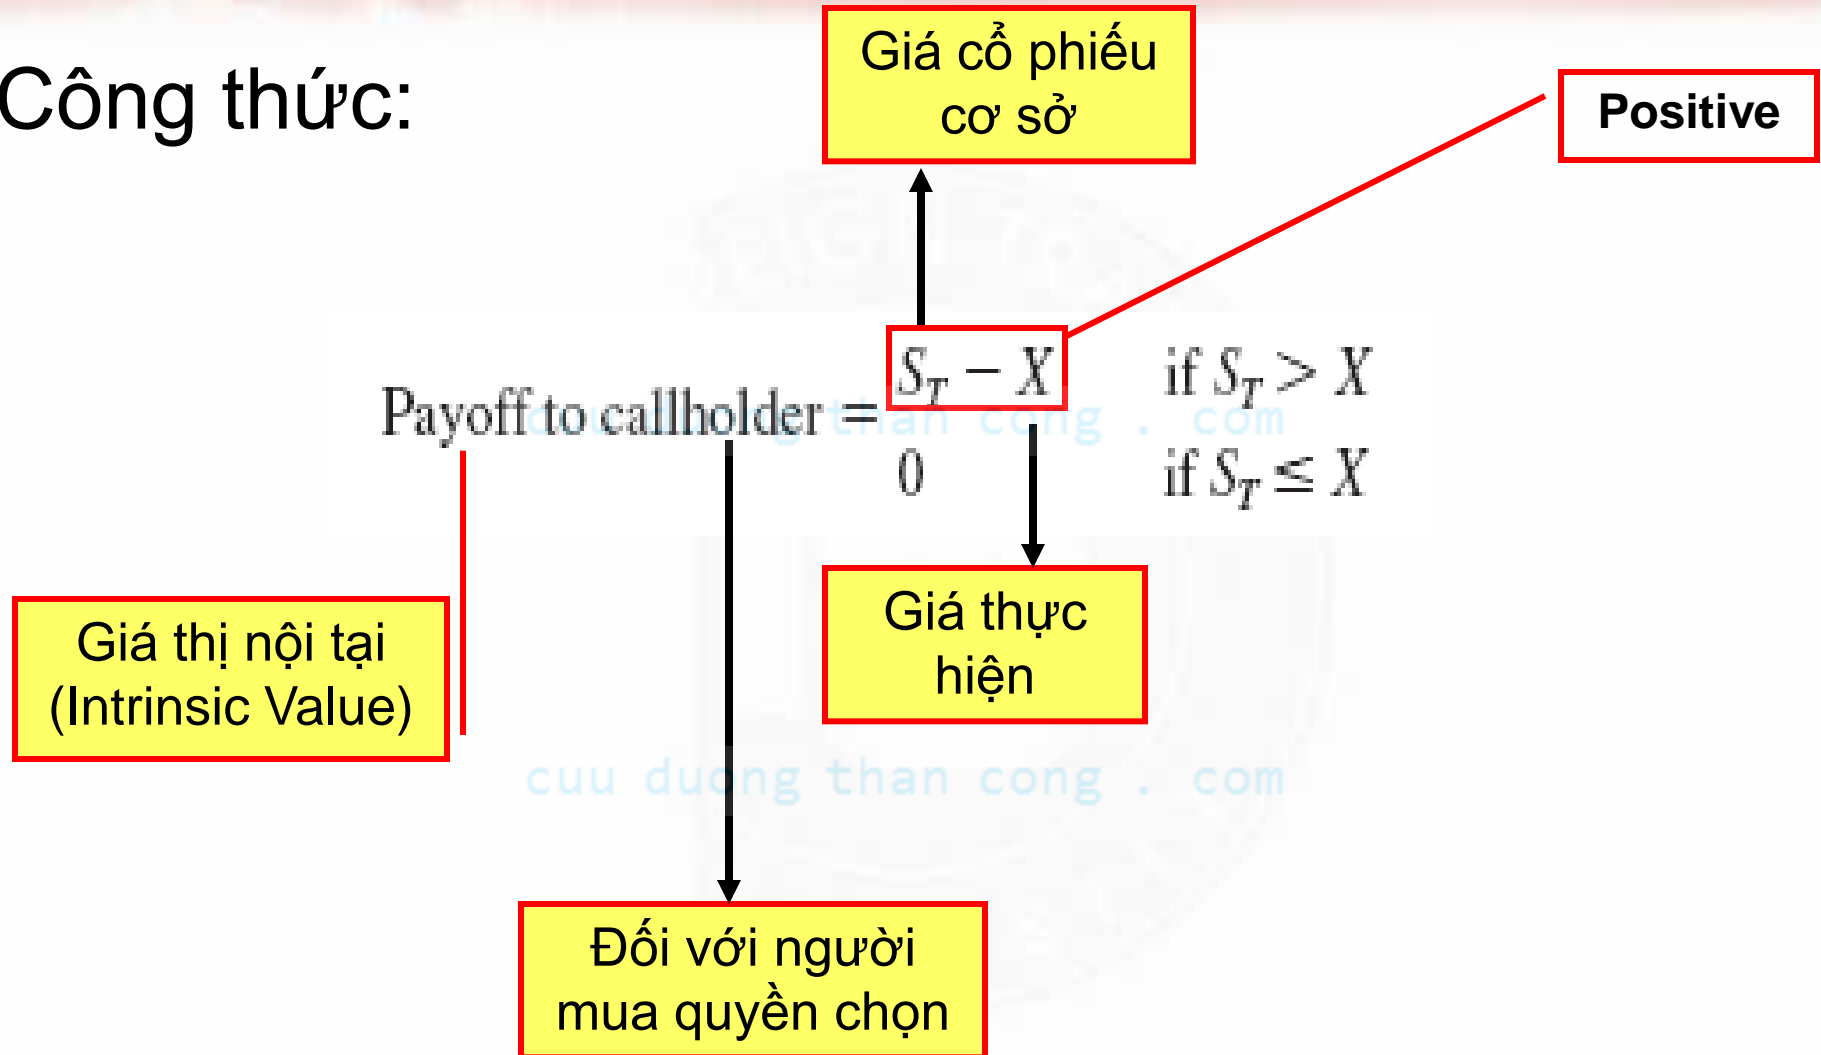 Công thức:
Giá cổ phiếu
cơ sở
Positive
Payoff to callholder =
S_T − X if S_T > X
0 if S_T ≤ X
cuu duong than cong . com
Giá thực
hiện
Giá thị nội tại
(Intrinsic Value)
cuu duong than cong . com
Đối với người
mua quyền chọn